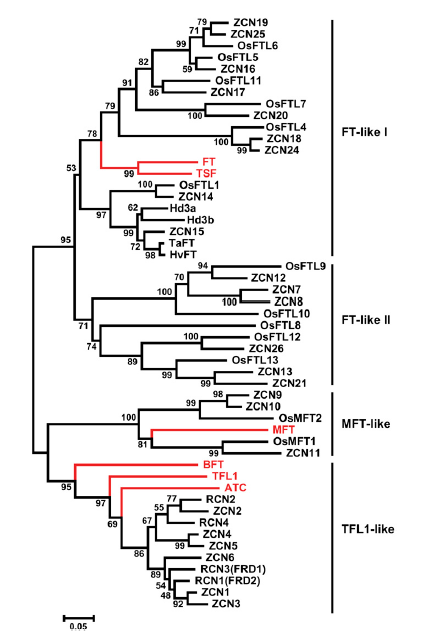 79 ZCN19
71 ZCN25
99 OsFTL6
OsFTL5
82 59 ZCN16
91 OsFTL11
86 ZCN17
79 OsFTL7
100 ZCN20
OsFTL4
78 100 ZCN18
99 ZCN24
FT-like I
FT
53 99 TSF
100 OsFTL1
ZCN14
97 62 Hd3a
Hd3b
99 ZCN15
72 TaFT
98 HvFT
95
94 OsFTL9
70 ZCN12
ZCN7
100 100 ZCN8
OsFTL10
71 OsFTL8
FT-like II
74 100 OsFTL12
ZCN26
89 OsFTL13
99 ZCN13
99 ZCN21
98 ZCN9
99 ZCN10
100 OsMFT2
MFT
MFT-like
81 OsMFT1
99 ZCN11
BFT
95 TFL1
97 ATC
69 77 RCN2
55 ZCN2
67 RCN4
ZCN4
99 ZCN5
TFL1-like
86 ZCN6
89 RCN3(FRD1)
54 RCN1(FRD2)
48 ZCN1
92 ZCN3
0.05